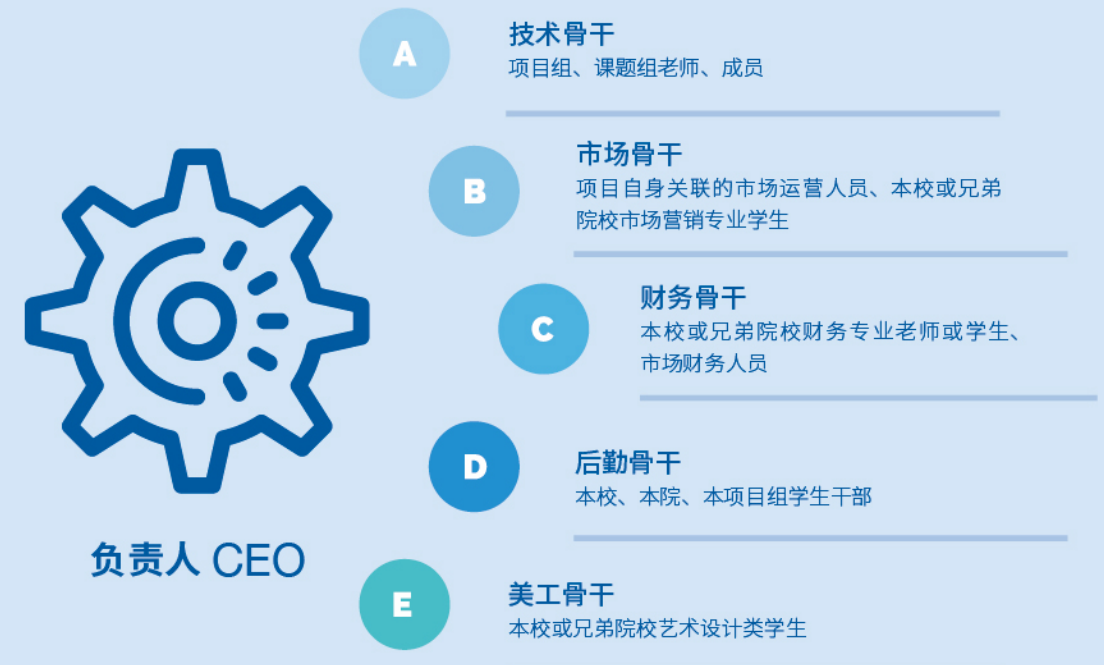 A
技术骨干
项目组、课题组老师、成员
B
市场骨干
项目自身关联的市场运营人员、本校或兄弟
院校市场营销专业学生
C
财务骨干
本校或兄弟院校财务专业老师或学生、
市场财务人员
D
后勤骨干
本校、本院、本项目组学生干部
负责人 CEO
E
美工骨干
本校或兄弟院校艺术设计类学生